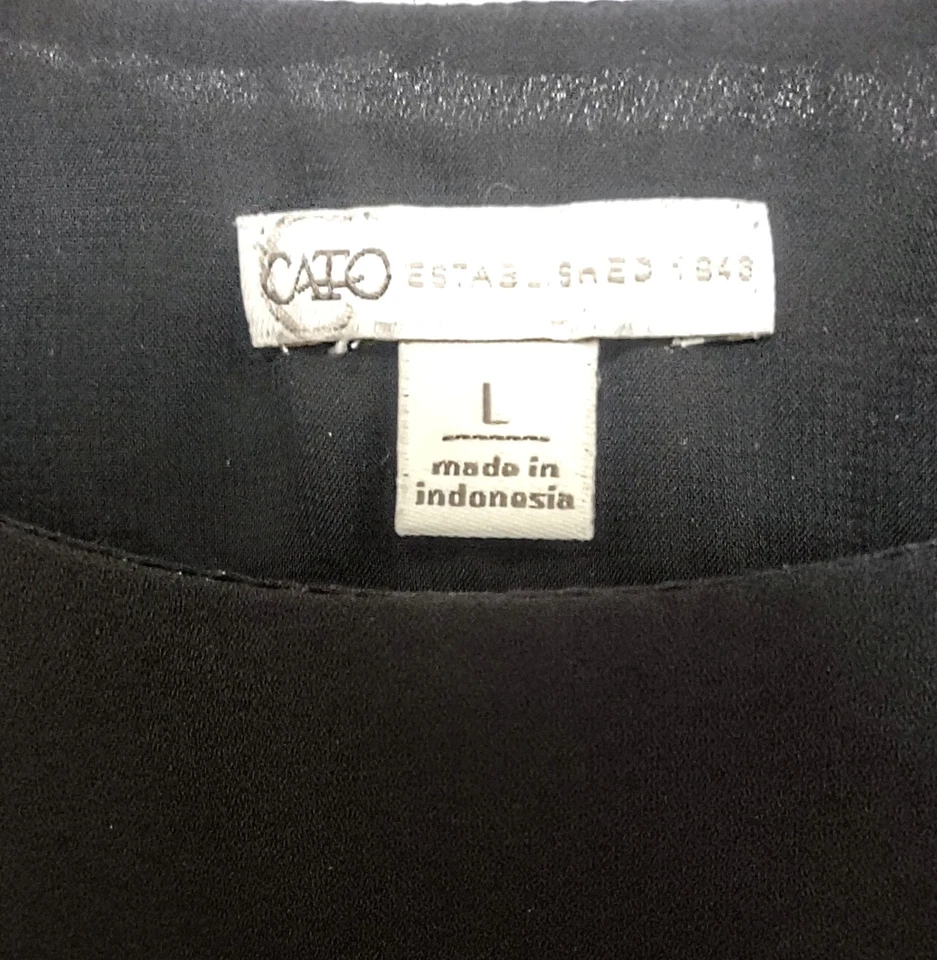 CATO ESTABLISHED 1946
L
made in
indonesia